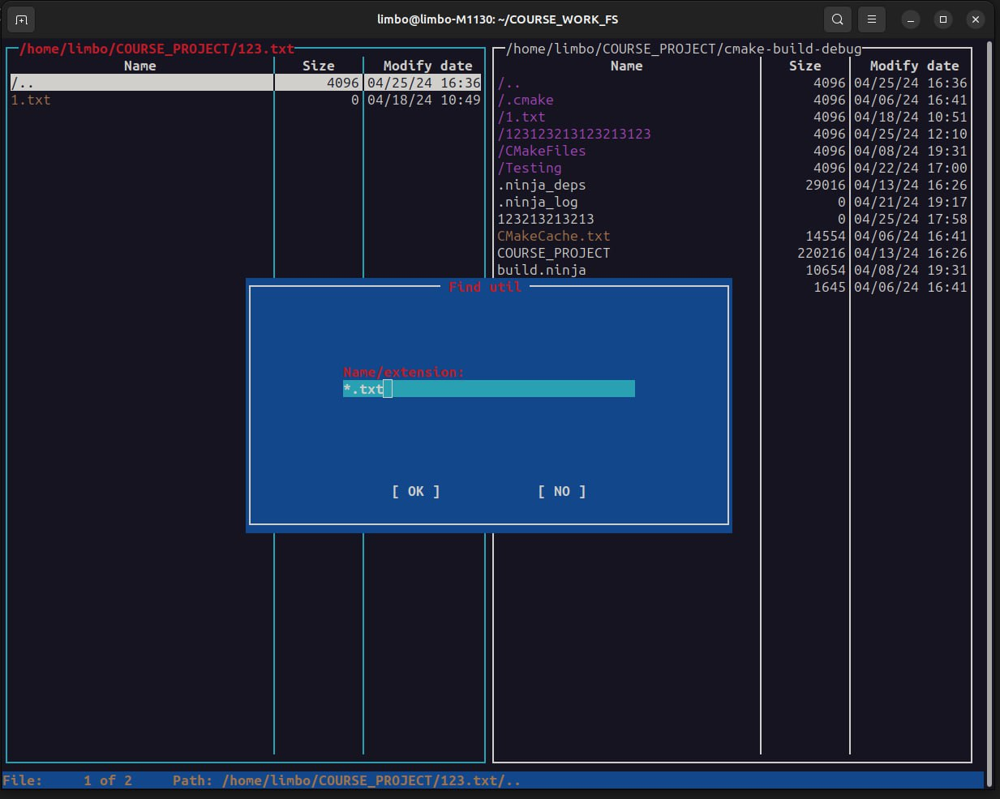 limbo@limbo-M1130: ~/COURSE_WORK_FS
/home/limbo/COURSE_PROJECT/123.txt
Name Size Modify date
/.. 4096 04/25/24 16:36
1.txt 0 04/18/24 10:49
/home/limbo/COURSE_PROJECT/cmake-build-debug
Name Size Modify date
/.. 4096 04/25/24 16:36
/.cmake 4096 04/06/24 16:41
/1.txt 4096 04/18/24 10:51
/123123213123213123 4096 04/25/24 12:10
/CMakeFiles 4096 04/08/24 19:31
/Testing 4096 04/22/24 17:00
.ninja_deps 29016 04/13/24 16:26
.ninja_log 0 04/21/24 19:17
123213213213 0 04/25/24 17:58
CMakeCache.txt 14554 04/06/24 16:41
COURSE_PROJECT 220216 04/13/24 16:26
build.ninja 10654 04/08/24 19:31
1645 04/06/24 16:41
Find util
Name/extension:
*.txt
[ OK ] [ NO ]
File: 1 of 2 Path: /home/limbo/COURSE_PROJECT/123.txt/..